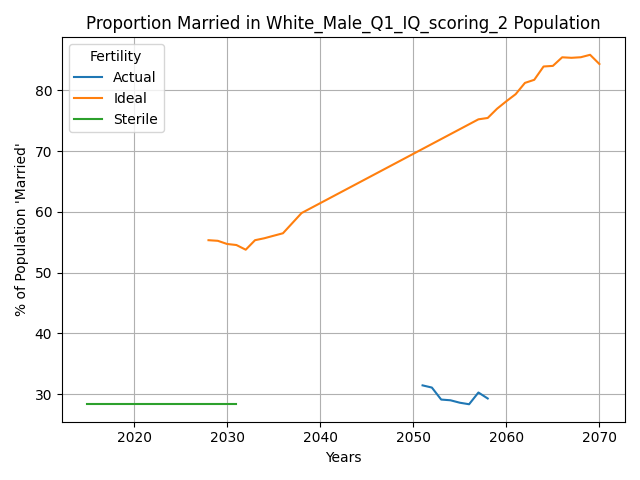 Proportion Married in White_Male_Q1_IQ_scoring_2 Population
Fertility
Actual
Ideal
Sterile
% of Population 'Married'
80
70
60
50
40
30
2020 2030 2040 2050 2060 2070
Years